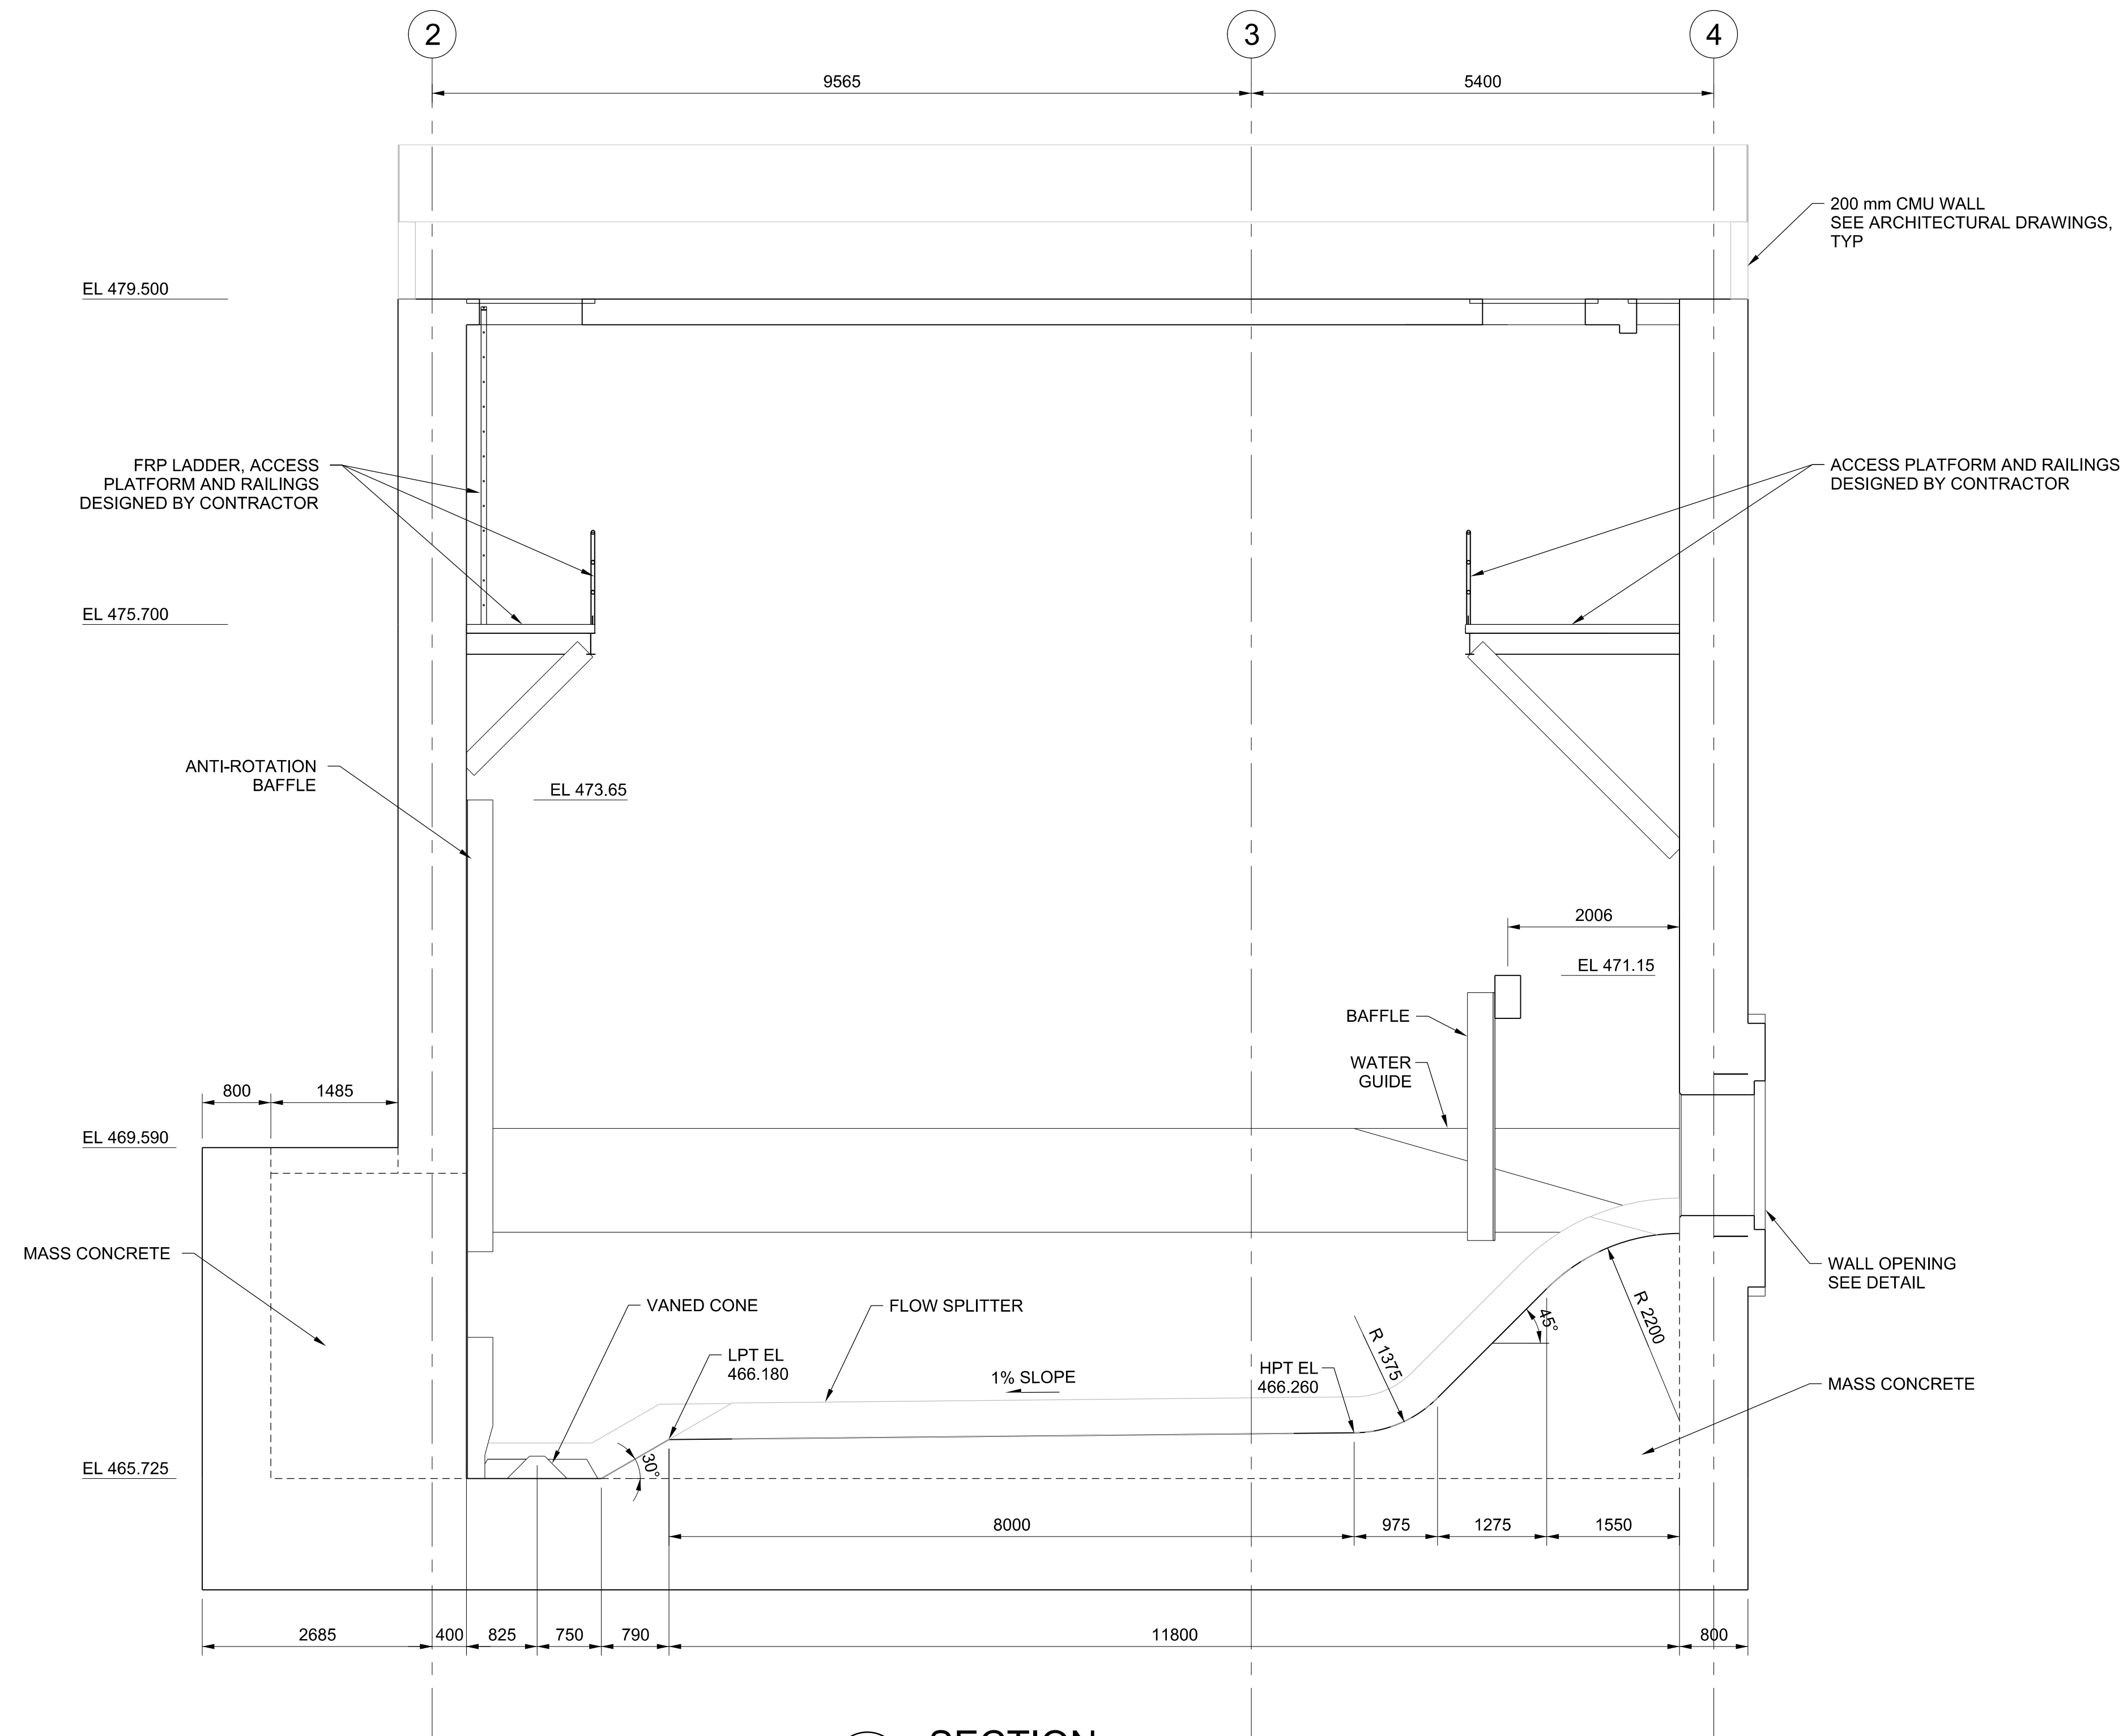 2
3
4
9565
5400
200 mm CMU WALL
SEE ARCHITECTURAL DRAWINGS,
TYP
EL 479.500
FRP LADDER, ACCESS
PLATFORM AND RAILINGS
DESIGNED BY CONTRACTOR
ACCESS PLATFORM AND RAILINGS
DESIGNED BY CONTRACTOR
EL 475.700
ANTI-ROTATION
BAFFLE
EL 473.65
2006
EL 471.15
BAFFLE
WATER
GUIDE
800
1485
EL 469.590
MASS CONCRETE
WALL OPENING
SEE DETAIL
VANED CONE
FLOW SPLITTER
R 2200
45°
R 1375
LPT EL
466.180
1% SLOPE
HPT EL
466.260
MASS CONCRETE
30°
EL 465.725
8000
975
1275
1550
2685
400
825
750
790
11800
800
SECTION